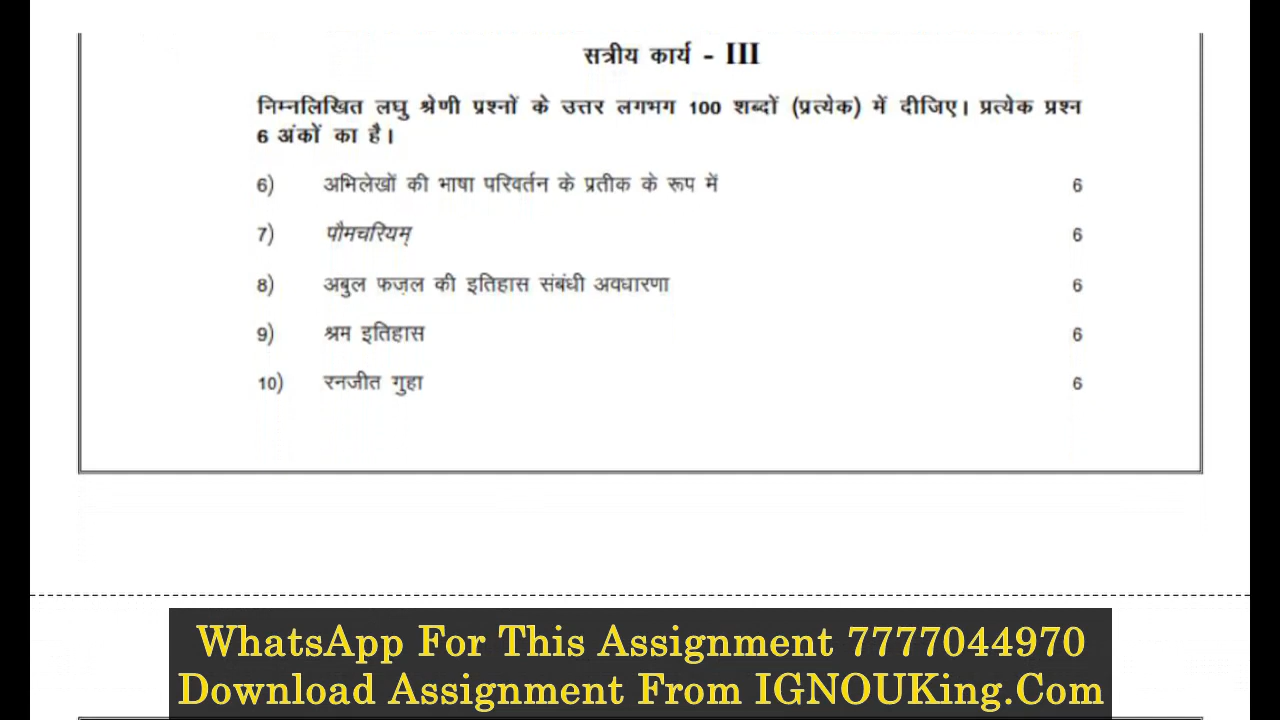 सत्रीय कार्य - III
निम्नलिखित लघु श्रेणी प्रश्नों के उत्तर लगभग 100 शब्दों (प्रत्येक) में दीजिए। प्रत्येक प्रश्न
6 अंकों का है।
6) अभिलेखों की भाषा परिवर्तन के प्रतीक के रूप में 6
7) पौमचरियम् 6
8) अबुल फज़ल की इतिहास संबंधी अवधारणा 6
9) श्रम इतिहास 6
10) रनजीत गुहा 6
WhatsApp For This Assignment 7777044970
Download Assignment From IGNOUKing.Com